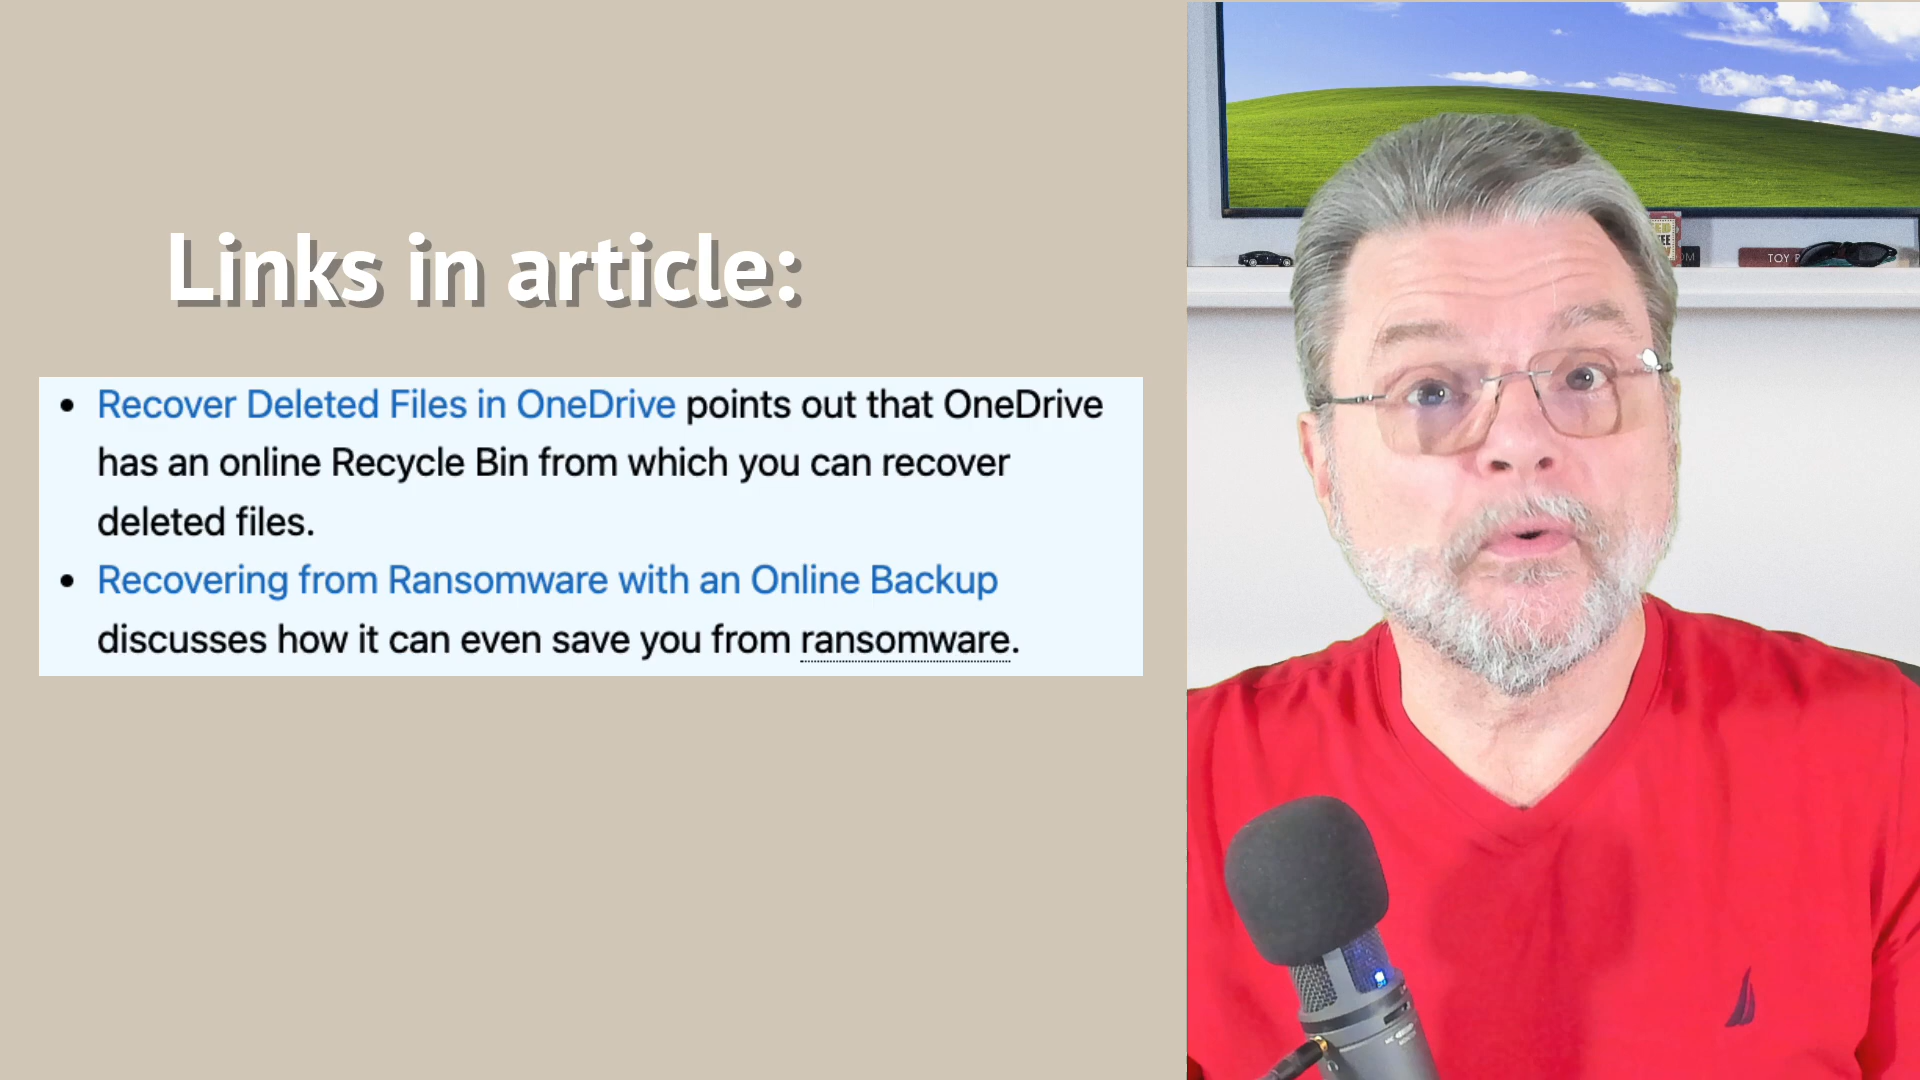 Links in article:
• Recover Deleted Files in OneDrive points out that OneDrive
has an online Recycle Bin from which you can recover
deleted files.
• Recovering from Ransomware with an Online Backup
discusses how it can even save you from ransomware.
TOY